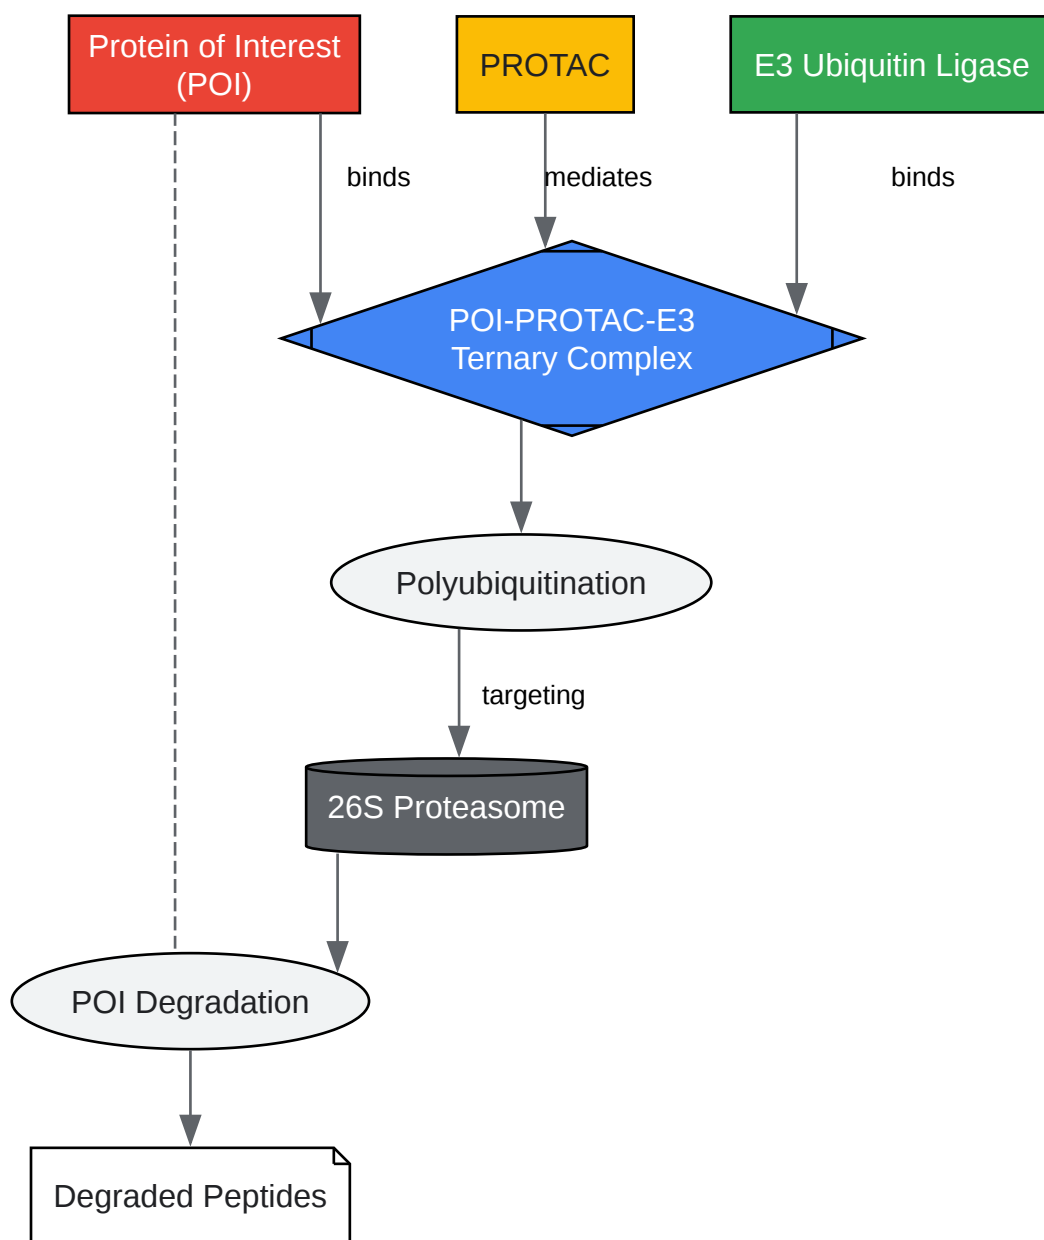 Protein of Interest
(POI)
PROTAC
E3 Ubiquitin Ligase
binds
mediates
binds
POI-PROTAC-E3
Ternary Complex
Polyubiquitination
targeting
26S Proteasome
POI Degradation
Degraded Peptides